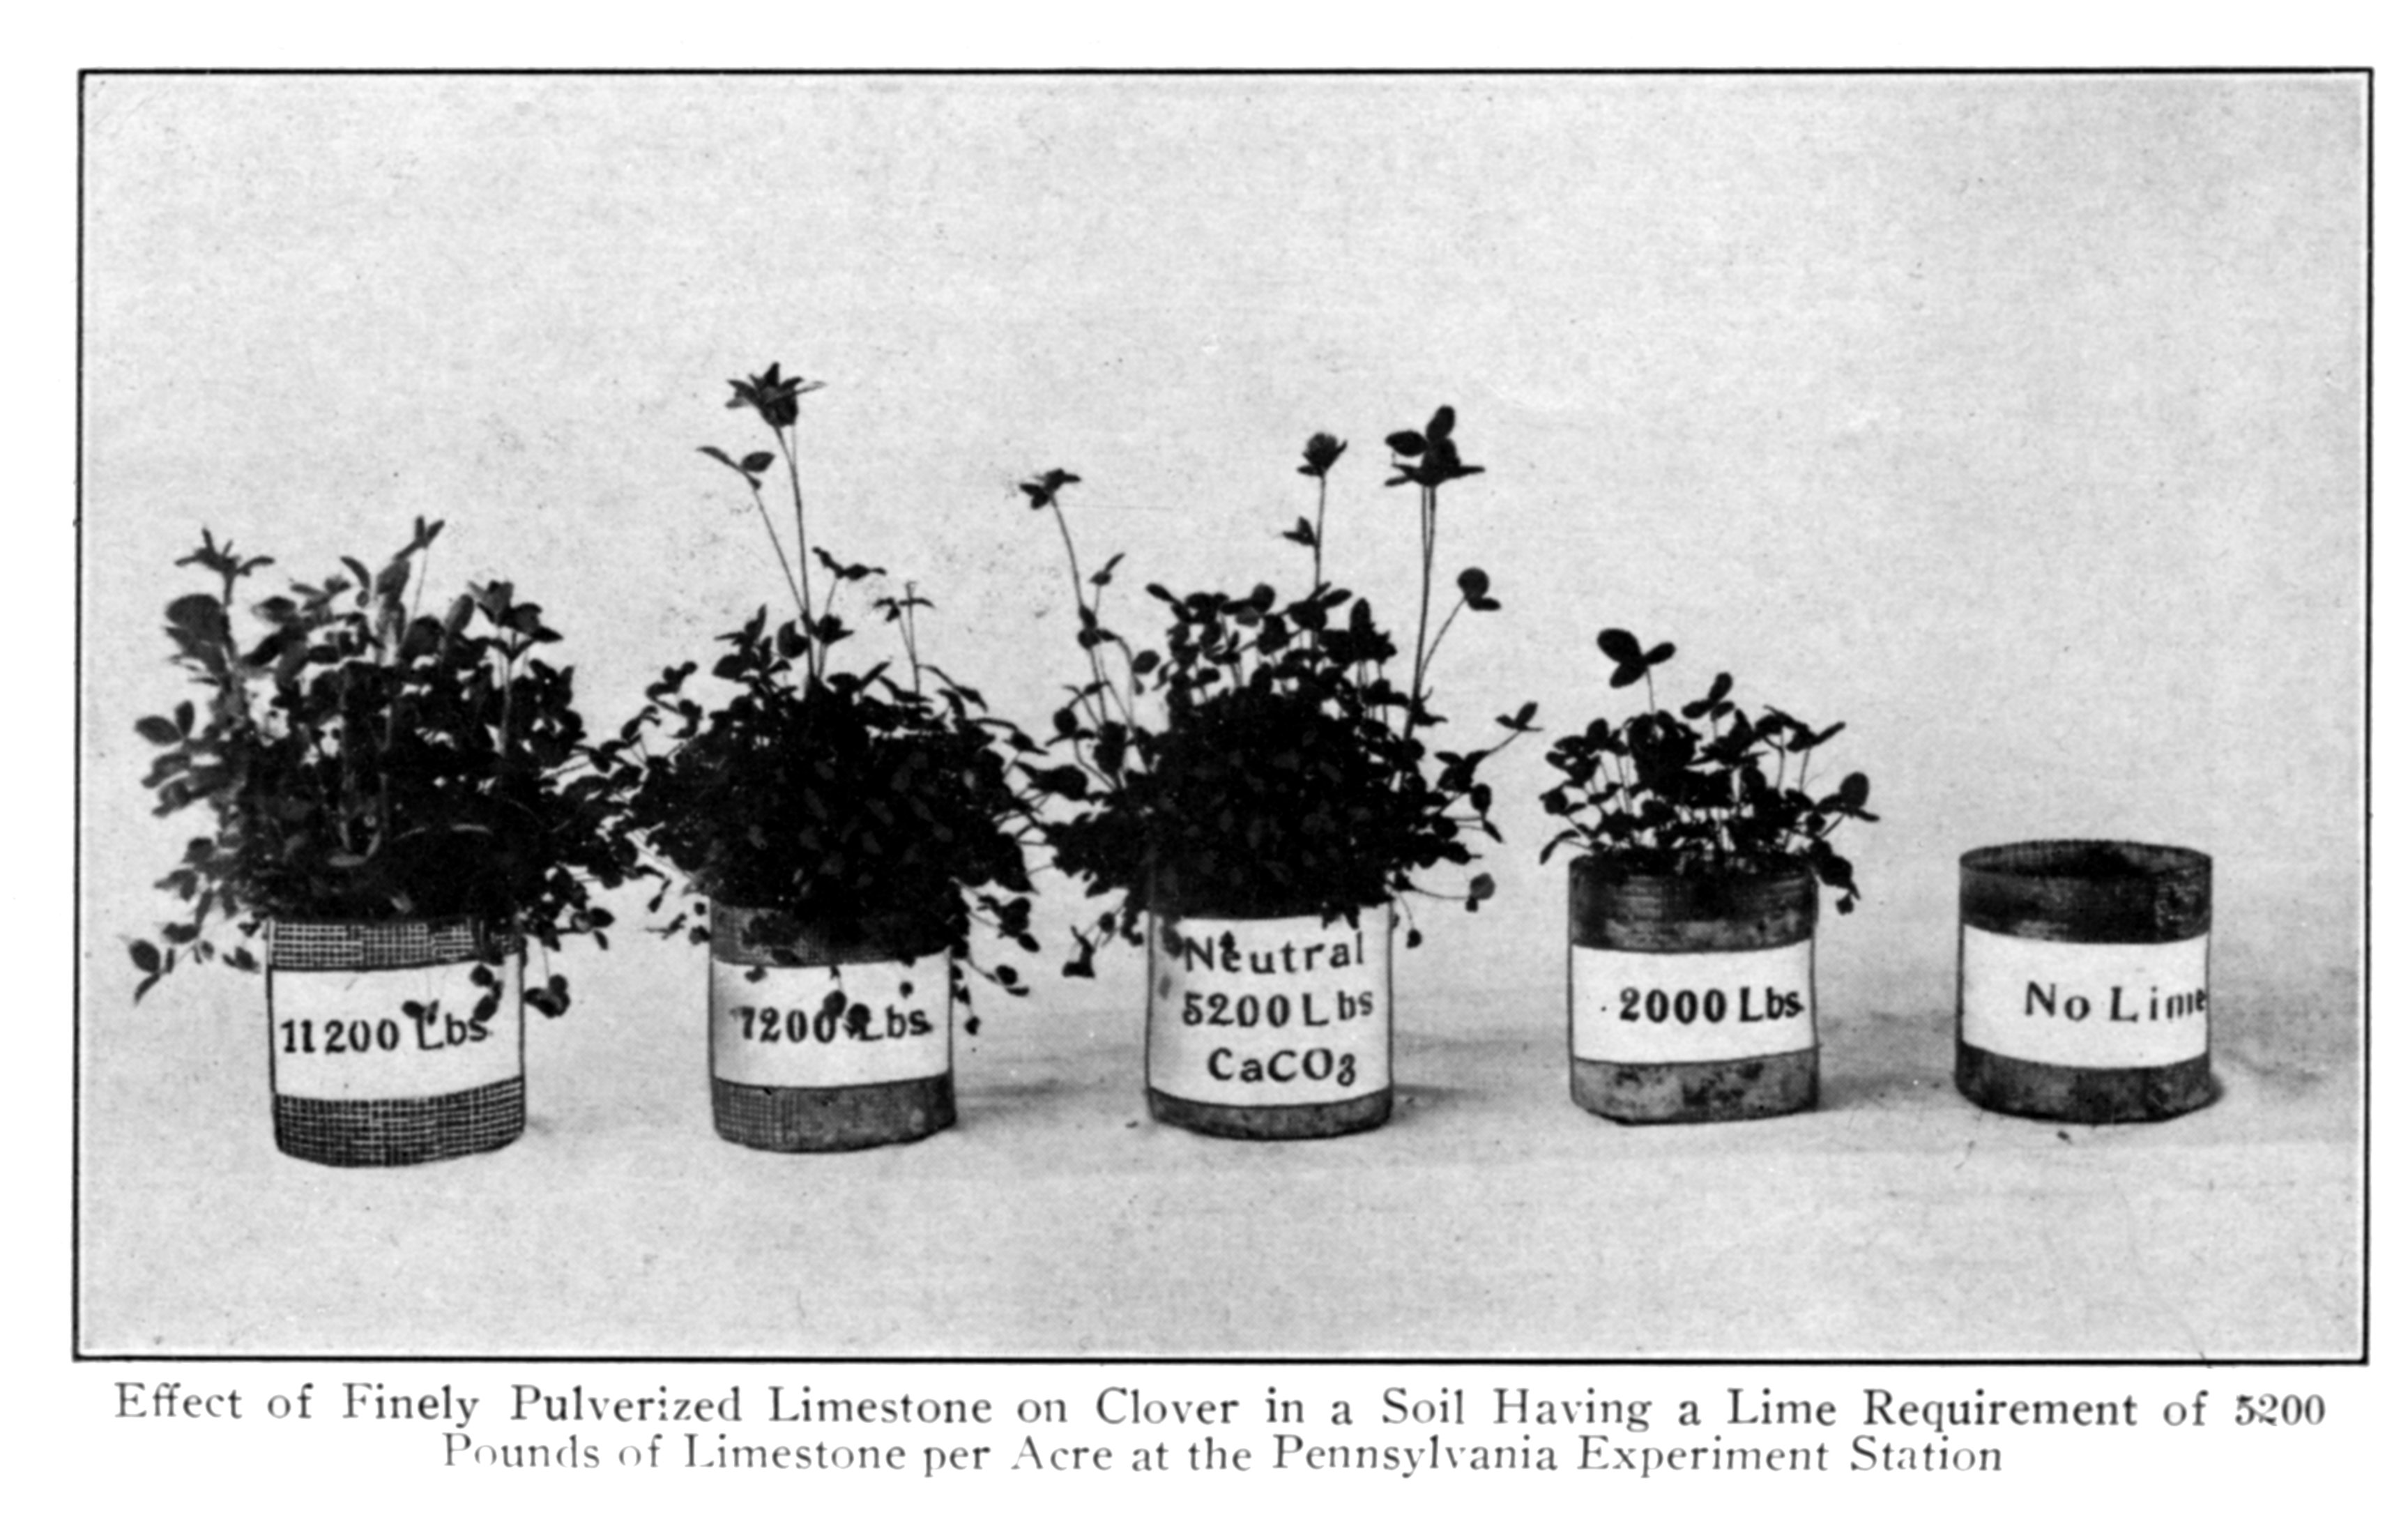 11200 Lbs.
7200 Lbs.
Neutral
5200 Lbs
CaCO3
2000 Lbs.
No Lime
Effect of Finely Pulverized Limestone on Clover in a Soil Having a Lime Requirement of 5200
Pounds of Limestone per Acre at the Pennsylvania Experiment Station